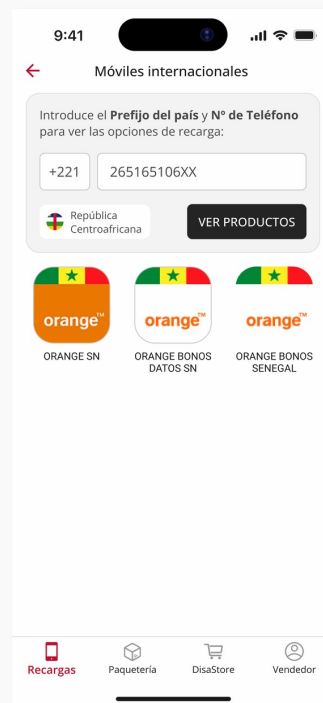 9:41
Móviles internacionales
Introduce el Prefijo del país y Nº de Teléfono
para ver las opciones de recarga:
+221 265165106XX
República
Centroafricana
VER PRODUCTOS
orange™ orange™ orange™
ORANGE SN ORANGE BONOS ORANGE BONOS
DATOS SN SENEGAL
Recargas Paquetería DisaStore Vendedor